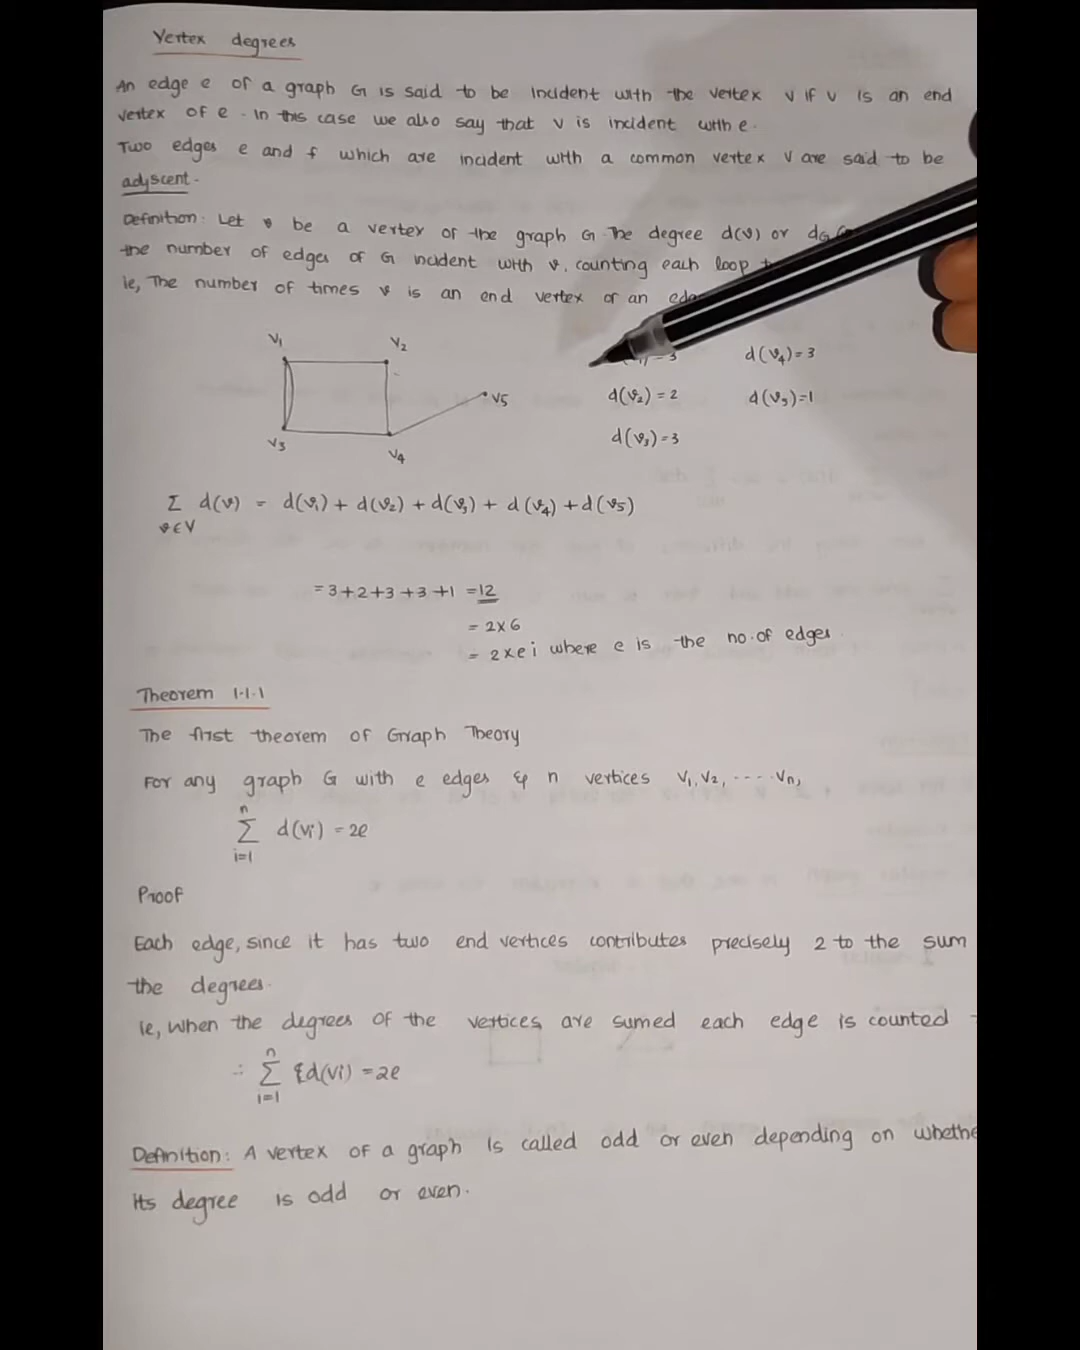 Vertex degrees
An edge e of a graph G is said to be incident with the vertex v if v is an end
vertex of e. In this case we also say that v is incident with e.
Two edges e and f which are incident with a common vertex v are said to be
adjscent.
Definition: Let v be a vertex of the graph G. The degree d(v) or dG
the number of edges of G incident with v, counting each loop
ie, The number of times v is an end vertex of an edge
V1
V2
V3
V4
V5
= 3
d(v4) = 3
d(v2) = 2
d(v5) = 1
d(v3) = 3
Σ d(v) = d(v1) + d(v2) + d(v3) + d(v4) + d(v5)
v∈V
= 3+2+3+3+1 = 12
= 2×6
= 2×e ; where e is the no. of edges.
Theorem 1.1.1
The first theorem of Graph Theory
For any graph G with e edges & n vertices V1, V2, ---- Vn,
n
Σ d(vi) = 2e
i=1
Proof
Each edge, since it has two end vertices contributes precisely 2 to the sum
the degrees.
ie, When the degrees of the vertices are sumed each edge is counted
n
∴ Σ {d(vi) = 2e
i=1
Definition: A vertex of a graph is called odd or even depending on whethe
its degree is odd or even.